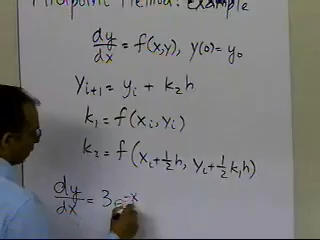 Midpoint Method: Example
dy/dx = f(x,y), y(0)=y₀
yᵢ₊₁ = yᵢ + k₂h
k₁ = f(xᵢ, yᵢ)
k₂ = f(xᵢ+½h, yᵢ+½k₁h)
dy/dx = 3e⁻ˣ